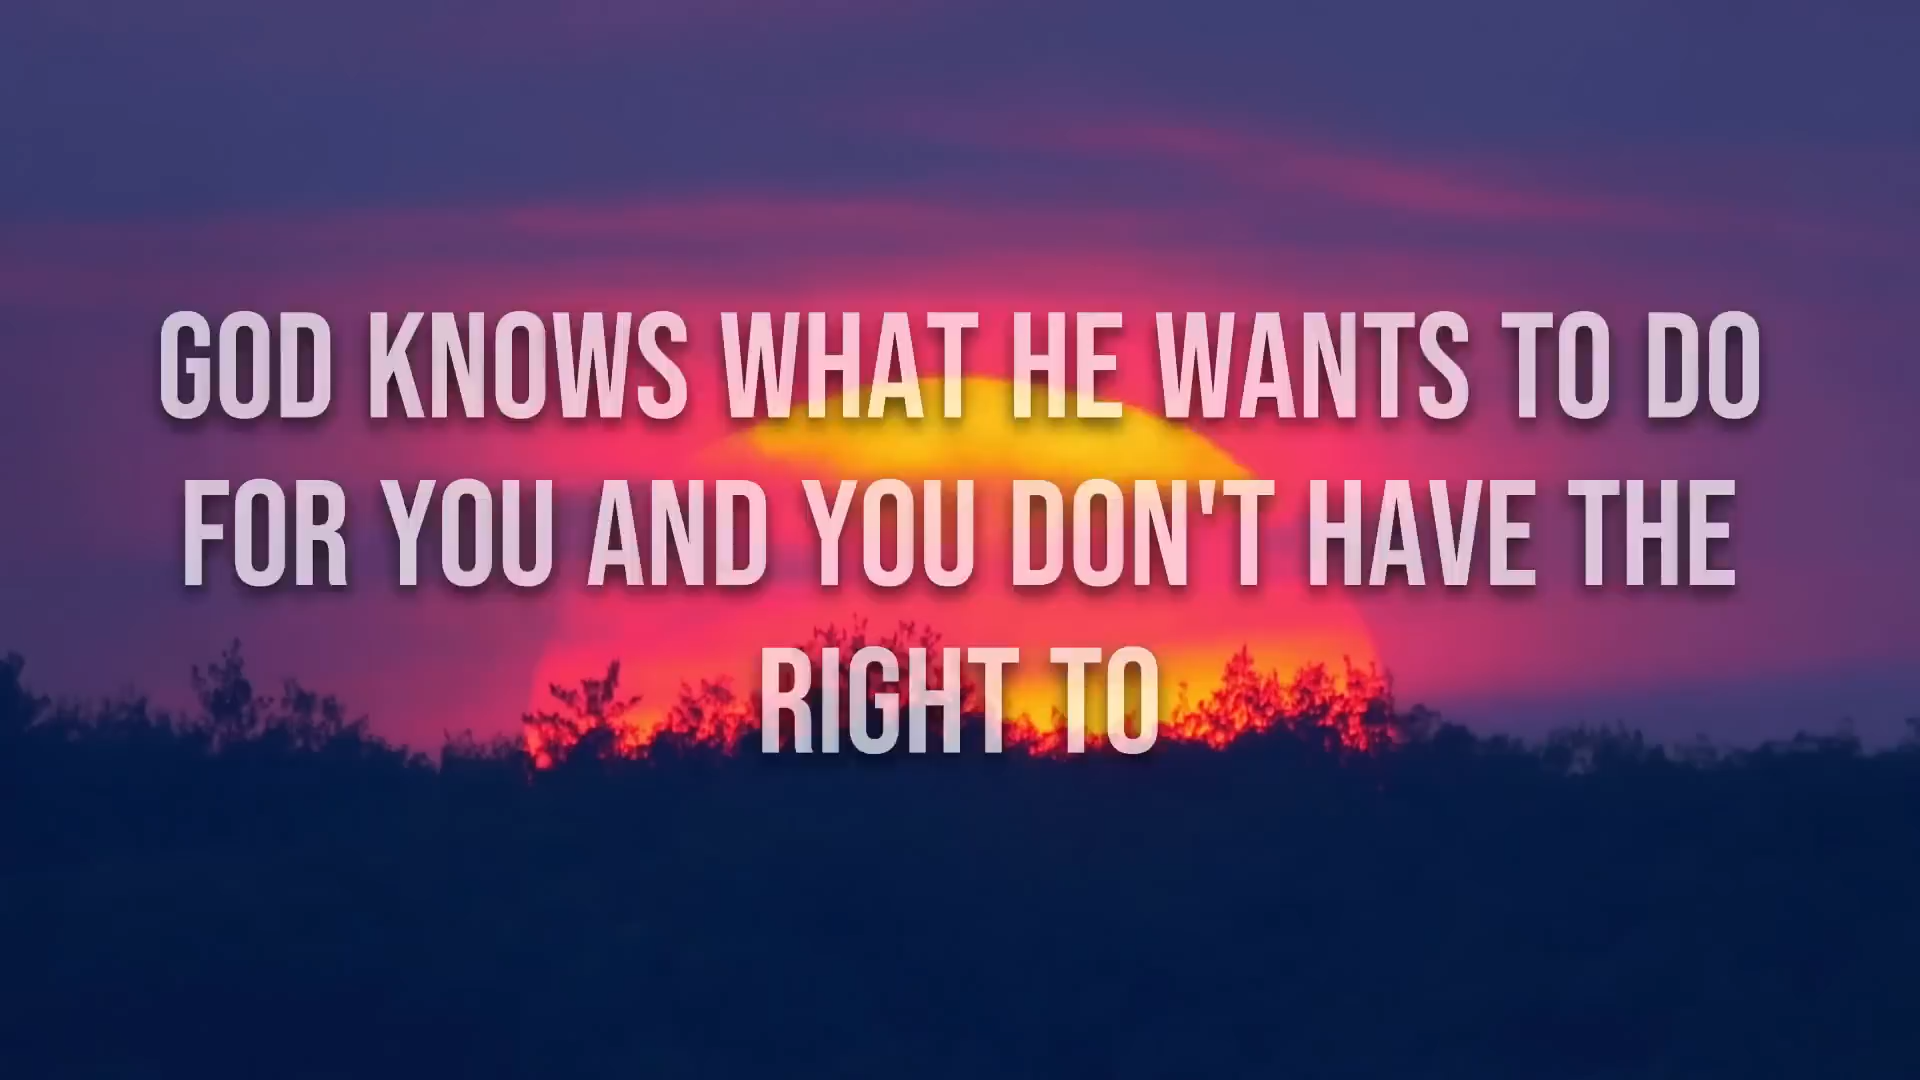 GOD KNOWS WHAT HE WANTS TO DO
FOR YOU AND YOU DON'T HAVE THE
RIGHT TO